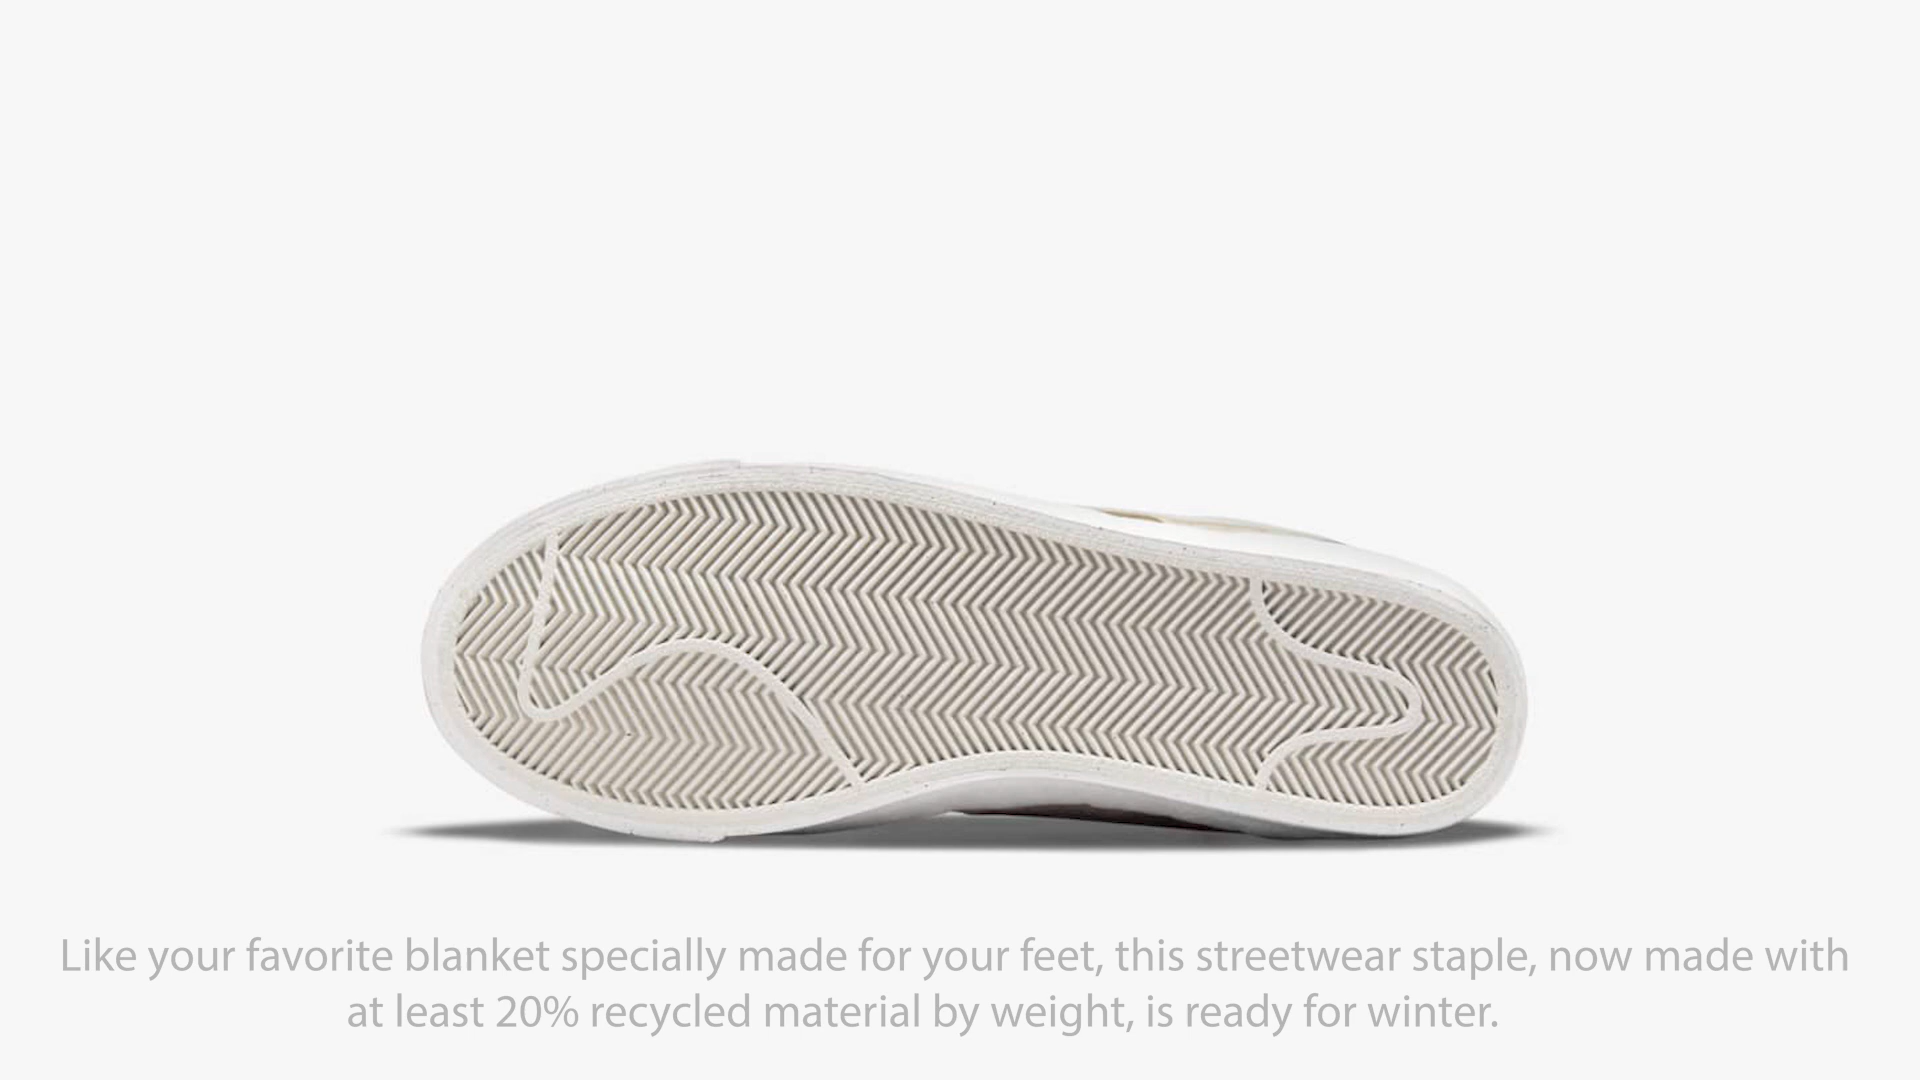 Like your favorite blanket specially made for your feet, this streetwear staple, now made with
at least 20% recycled material by weight, is ready for winter.